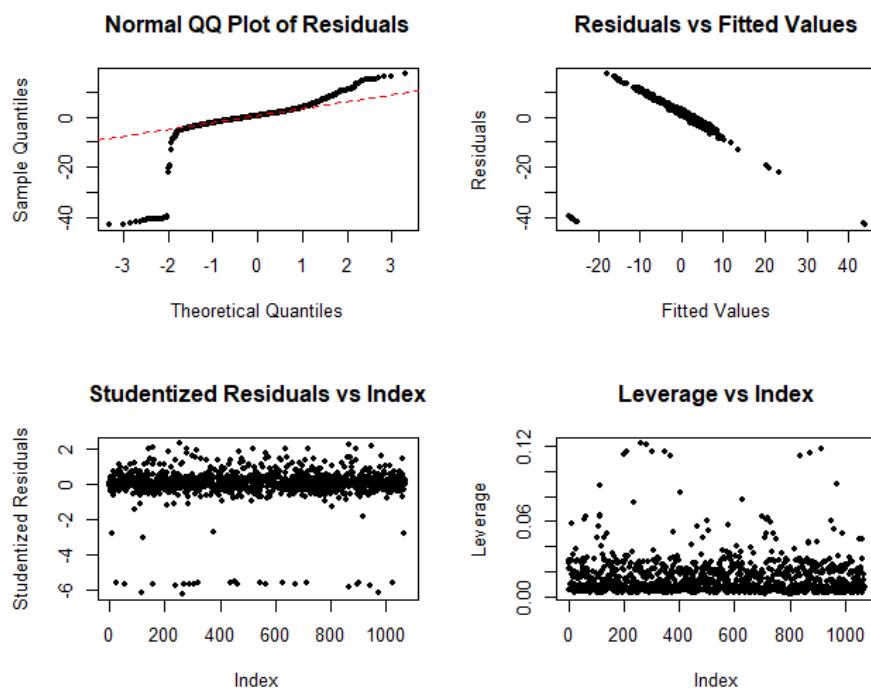 Normal QQ Plot of Residuals
Sample Quantiles
0
-20
-40
-3 -2 -1 0 1 2 3
Theoretical Quantiles
Residuals vs Fitted Values
Residuals
0
-20
-40
-20 -10 0 10 20 30 40
Fitted Values
Studentized Residuals vs Index
Studentized Residuals
2
0
-2
-4
-6
0 200 400 600 800 1000
Index
Leverage vs Index
Leverage
0.12
0.06
0.00
0 200 400 600 800 1000
Index